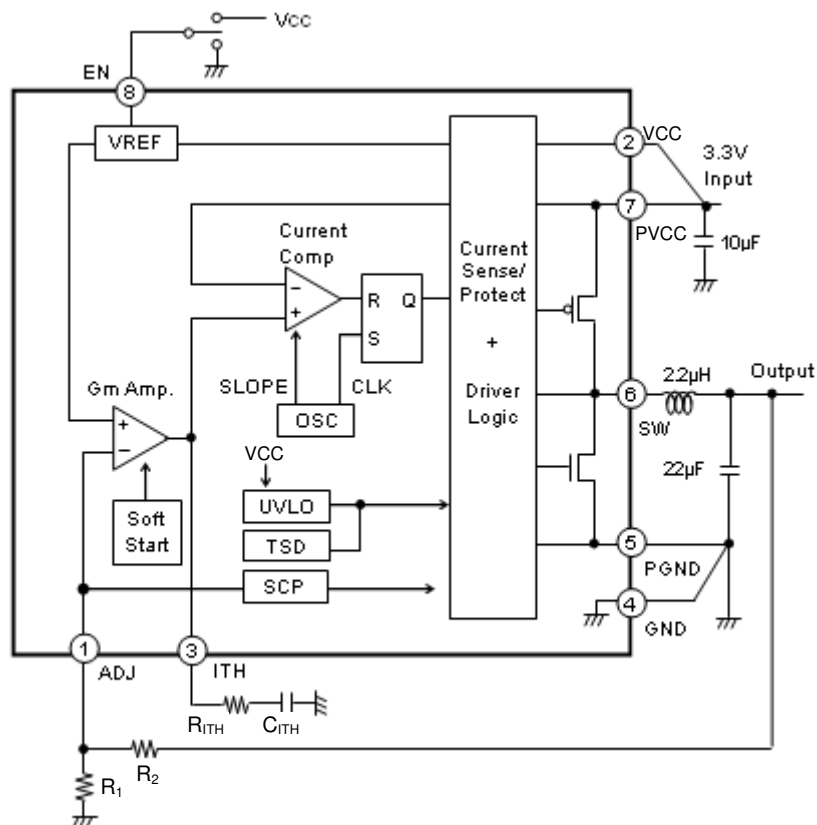 VCC
EN
8
VREF
2
VCC
3.3V
Input
7
PVCC
10µF
Current
Comp
-
+
R
Q
S
Current
Sense/
Protect
+
Driver
Logic
SLOPE
CLK
OSC
Gm Amp.
+
-
6
SW
2.2µH
Output
22µF
VCC
UVLO
Soft
Start
TSD
SCP
5
PGND
4
GND
1
ADJ
3
ITH
RITH
CITH
R2
R1